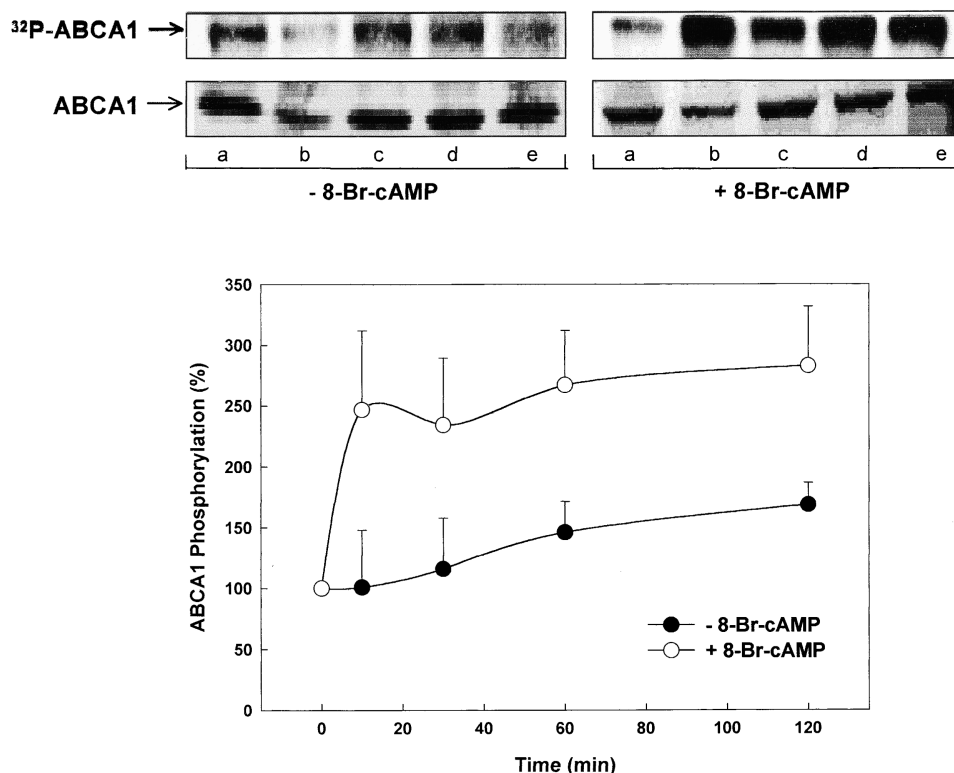 ³²P-ABCA1
ABCA1
a b c d e
a b c d e
- 8-Br-cAMP
+ 8-Br-cAMP
350
300
250
200
150
100
50
0
ABCA1 Phosphorylation (%)
- 8-Br-cAMP
+ 8-Br-cAMP
0 20 40 60 80 100 120
Time (min)